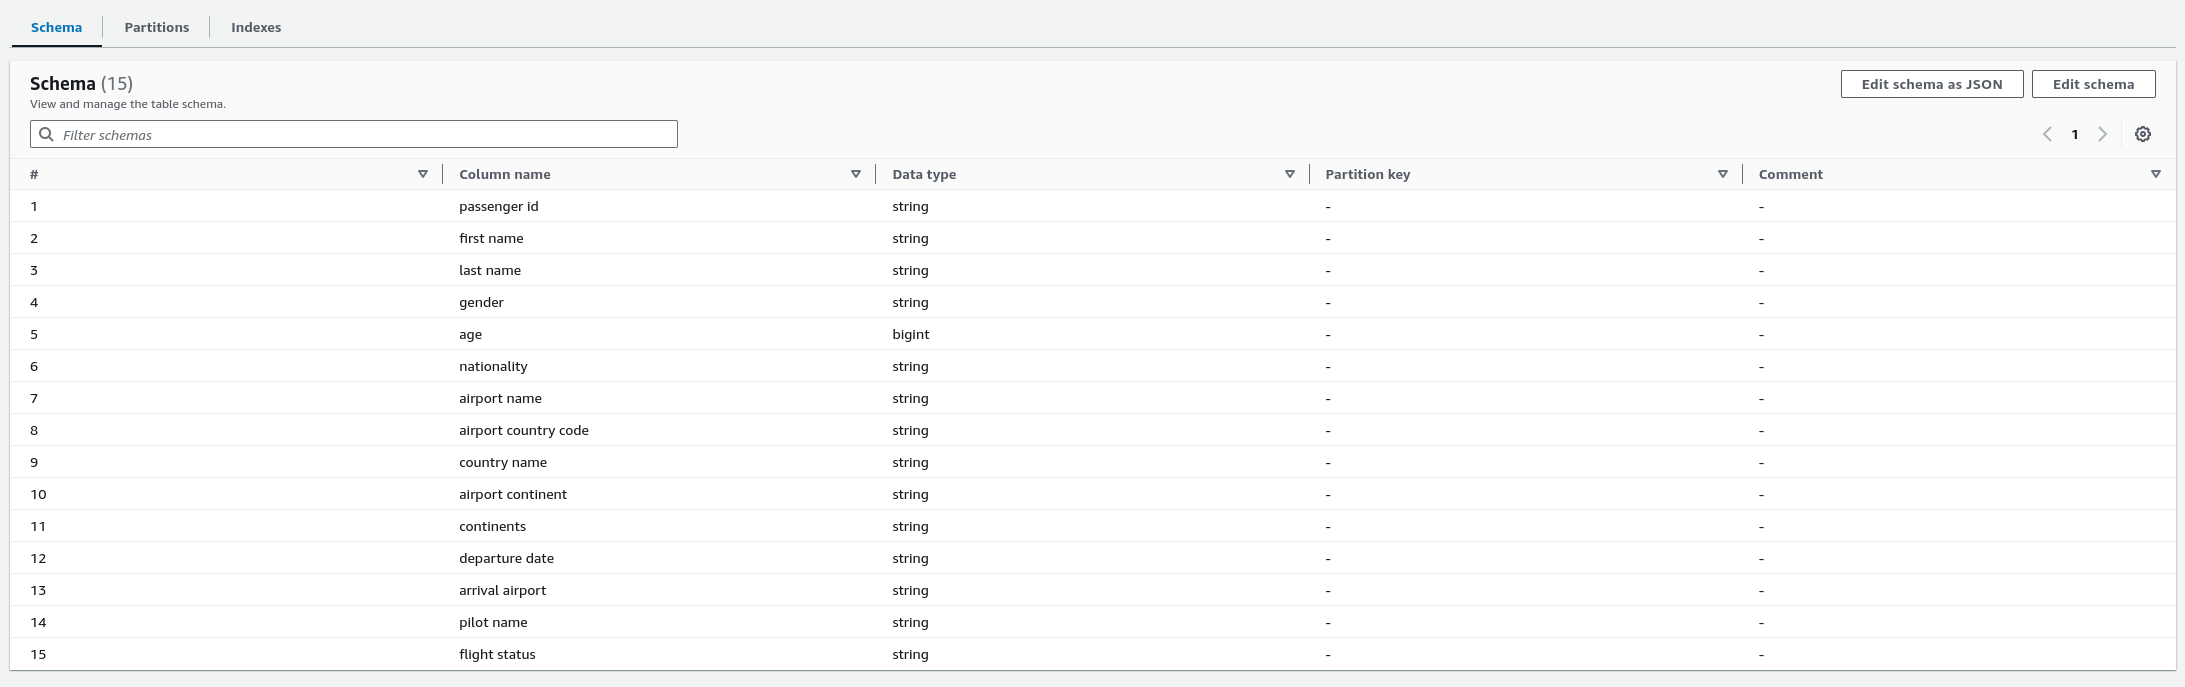 Schema Partitions Indexes
Schema (15) Edit schema as JSON Edit schema
View and manage the table schema.
Filter schemas 1
# Column name Data type Partition key Comment
1 passenger id string - -
2 first name string - -
3 last name string - -
4 gender string - -
5 age bigint - -
6 nationality string - -
7 airport name string - -
8 airport country code string - -
9 country name string - -
10 airport continent string - -
11 continents string - -
12 departure date string - -
13 arrival airport string - -
14 pilot name string - -
15 flight status string - -